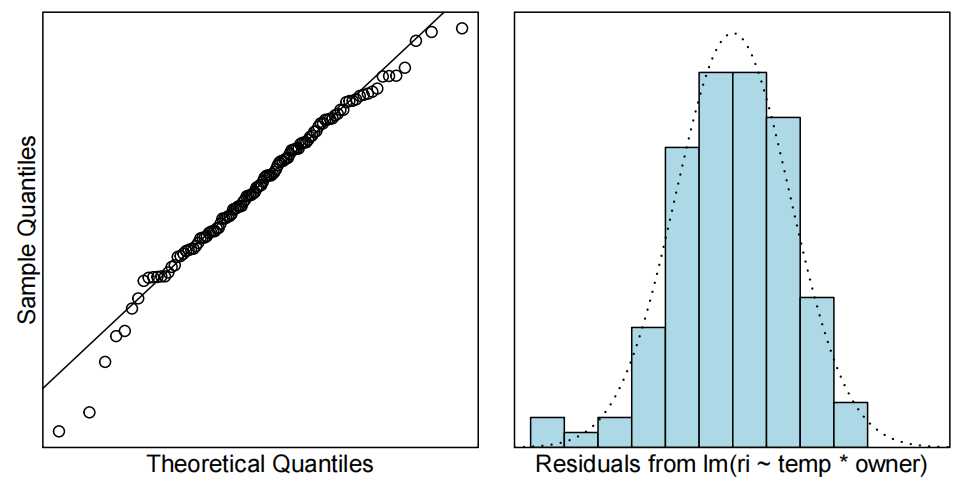 Sample Quantiles
Theoretical Quantiles
Residuals from lm(ri ~ temp * owner)